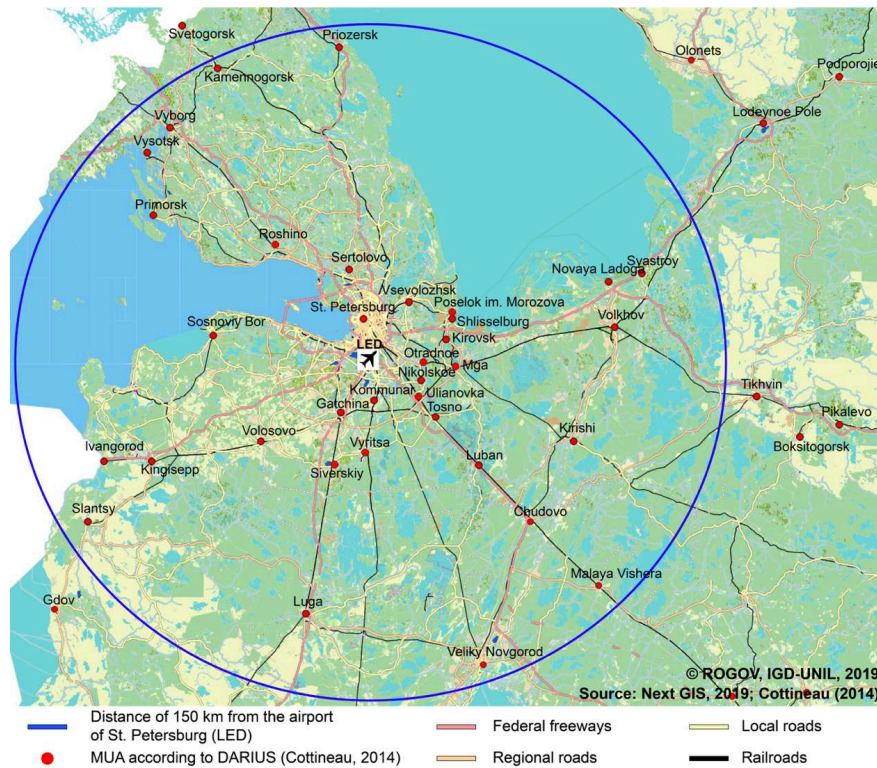 Svetogorsk
Priozersk
Olonets
Kamennogorsk
Podporojie
Vyborg
Lodeynoe Pole
Vysotsk
Primorsk
Roshino
Sertolovo
Novaya Ladoga
Syastroy
Vsevolozhsk
Poselok im. Morozova
St. Petersburg
Shlisselburg
Volkhov
Sosnoviy Bor
Kirovsk
LED
Otradnoe
Mga
Nikolskoe
Tikhvin
Kommunar
Ulianovka
Gatchina
Tosno
Pikalevo
Volosovo
Kirishi
Boksitogorsk
Vyritsa
Ivangorod
Kingisepp
Siverskiy
Luban
Slantsy
Chudovo
Malaya Vishera
Gdov
Luga
Veliky Novgorod
© ROGOV, IGD-UNIL, 2019
Source: Next GIS, 2019; Cottineau (2014)
Distance of 150 km from the airport
of St. Petersburg (LED)
Federal freeways
Local roads
MUA according to DARIUS (Cottineau, 2014)
Regional roads
Railroads